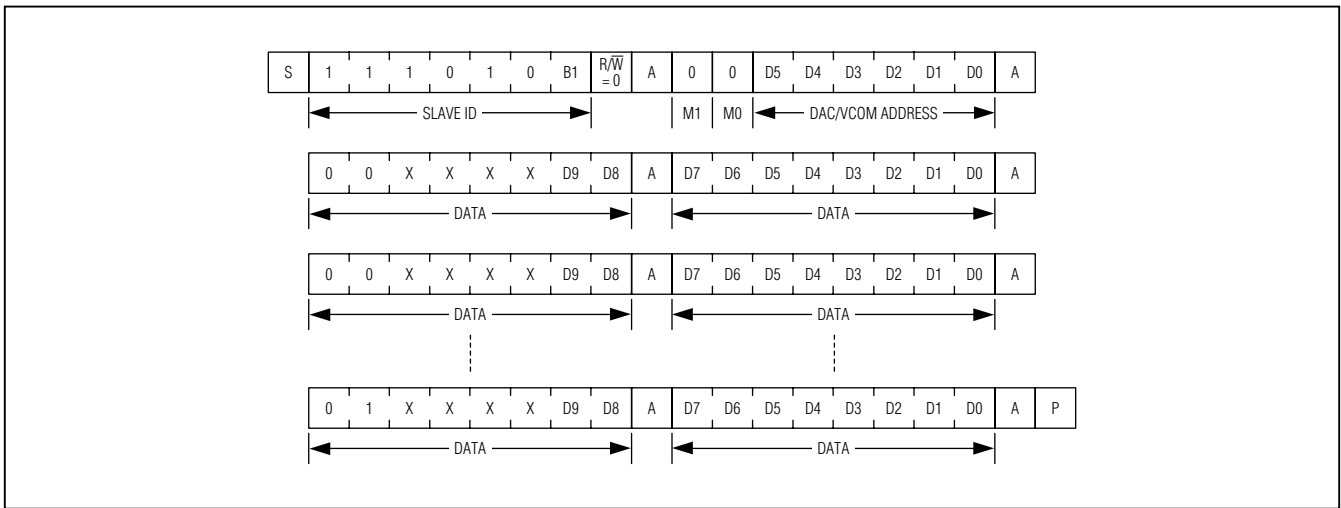 S 1 1 1 0 1 0 B1 R/W̅ = 0 A 0 0 D5 D4 D3 D2 D1 D0 A
SLAVE ID M1 M0 DAC/VCOM ADDRESS
0 0 X X X X D9 D8 A D7 D6 D5 D4 D3 D2 D1 D0 A
DATA DATA
0 0 X X X X D9 D8 A D7 D6 D5 D4 D3 D2 D1 D0 A
DATA DATA
0 1 X X X X D9 D8 A D7 D6 D5 D4 D3 D2 D1 D0 A P
DATA DATA